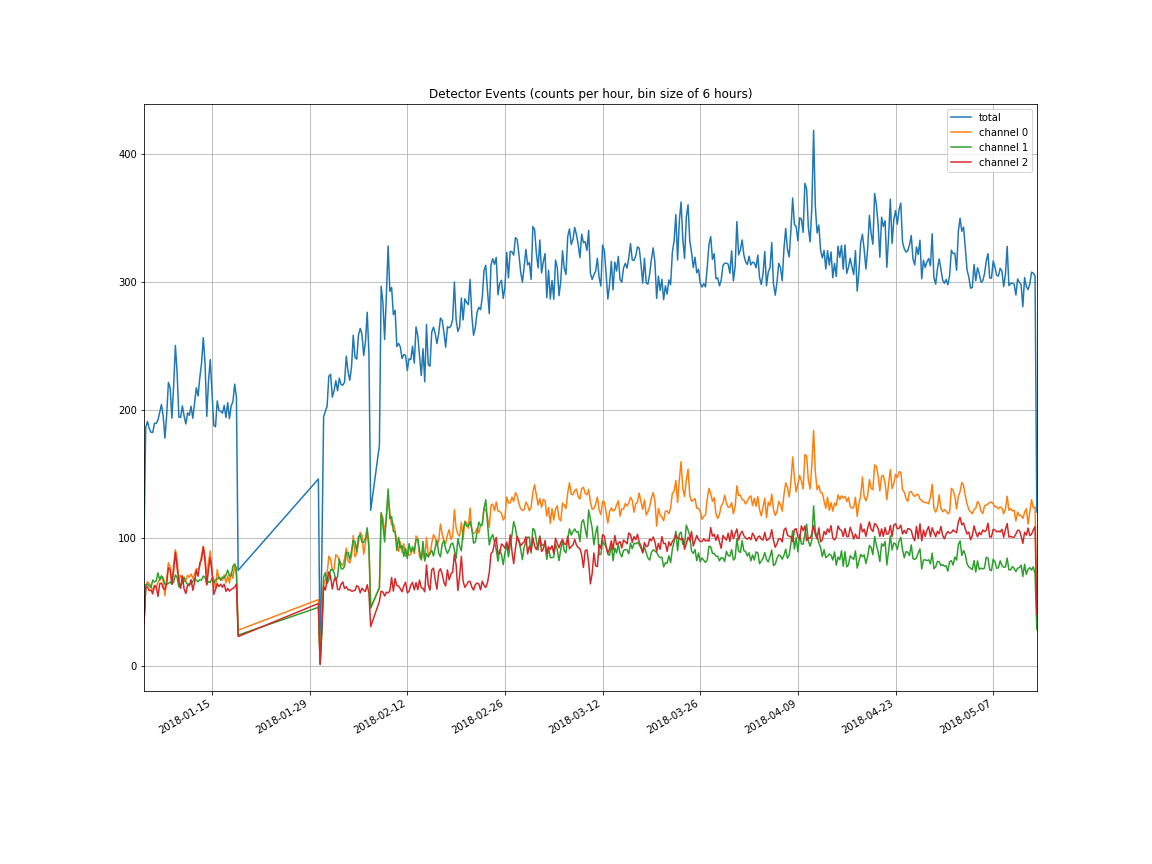 Detector Events (counts per hour, bin size of 6 hours)
total
channel 0
channel 1
channel 2
400
300
200
100
0
2018-01-15
2018-01-29
2018-02-12
2018-02-26
2018-03-12
2018-03-26
2018-04-09
2018-04-23
2018-05-07